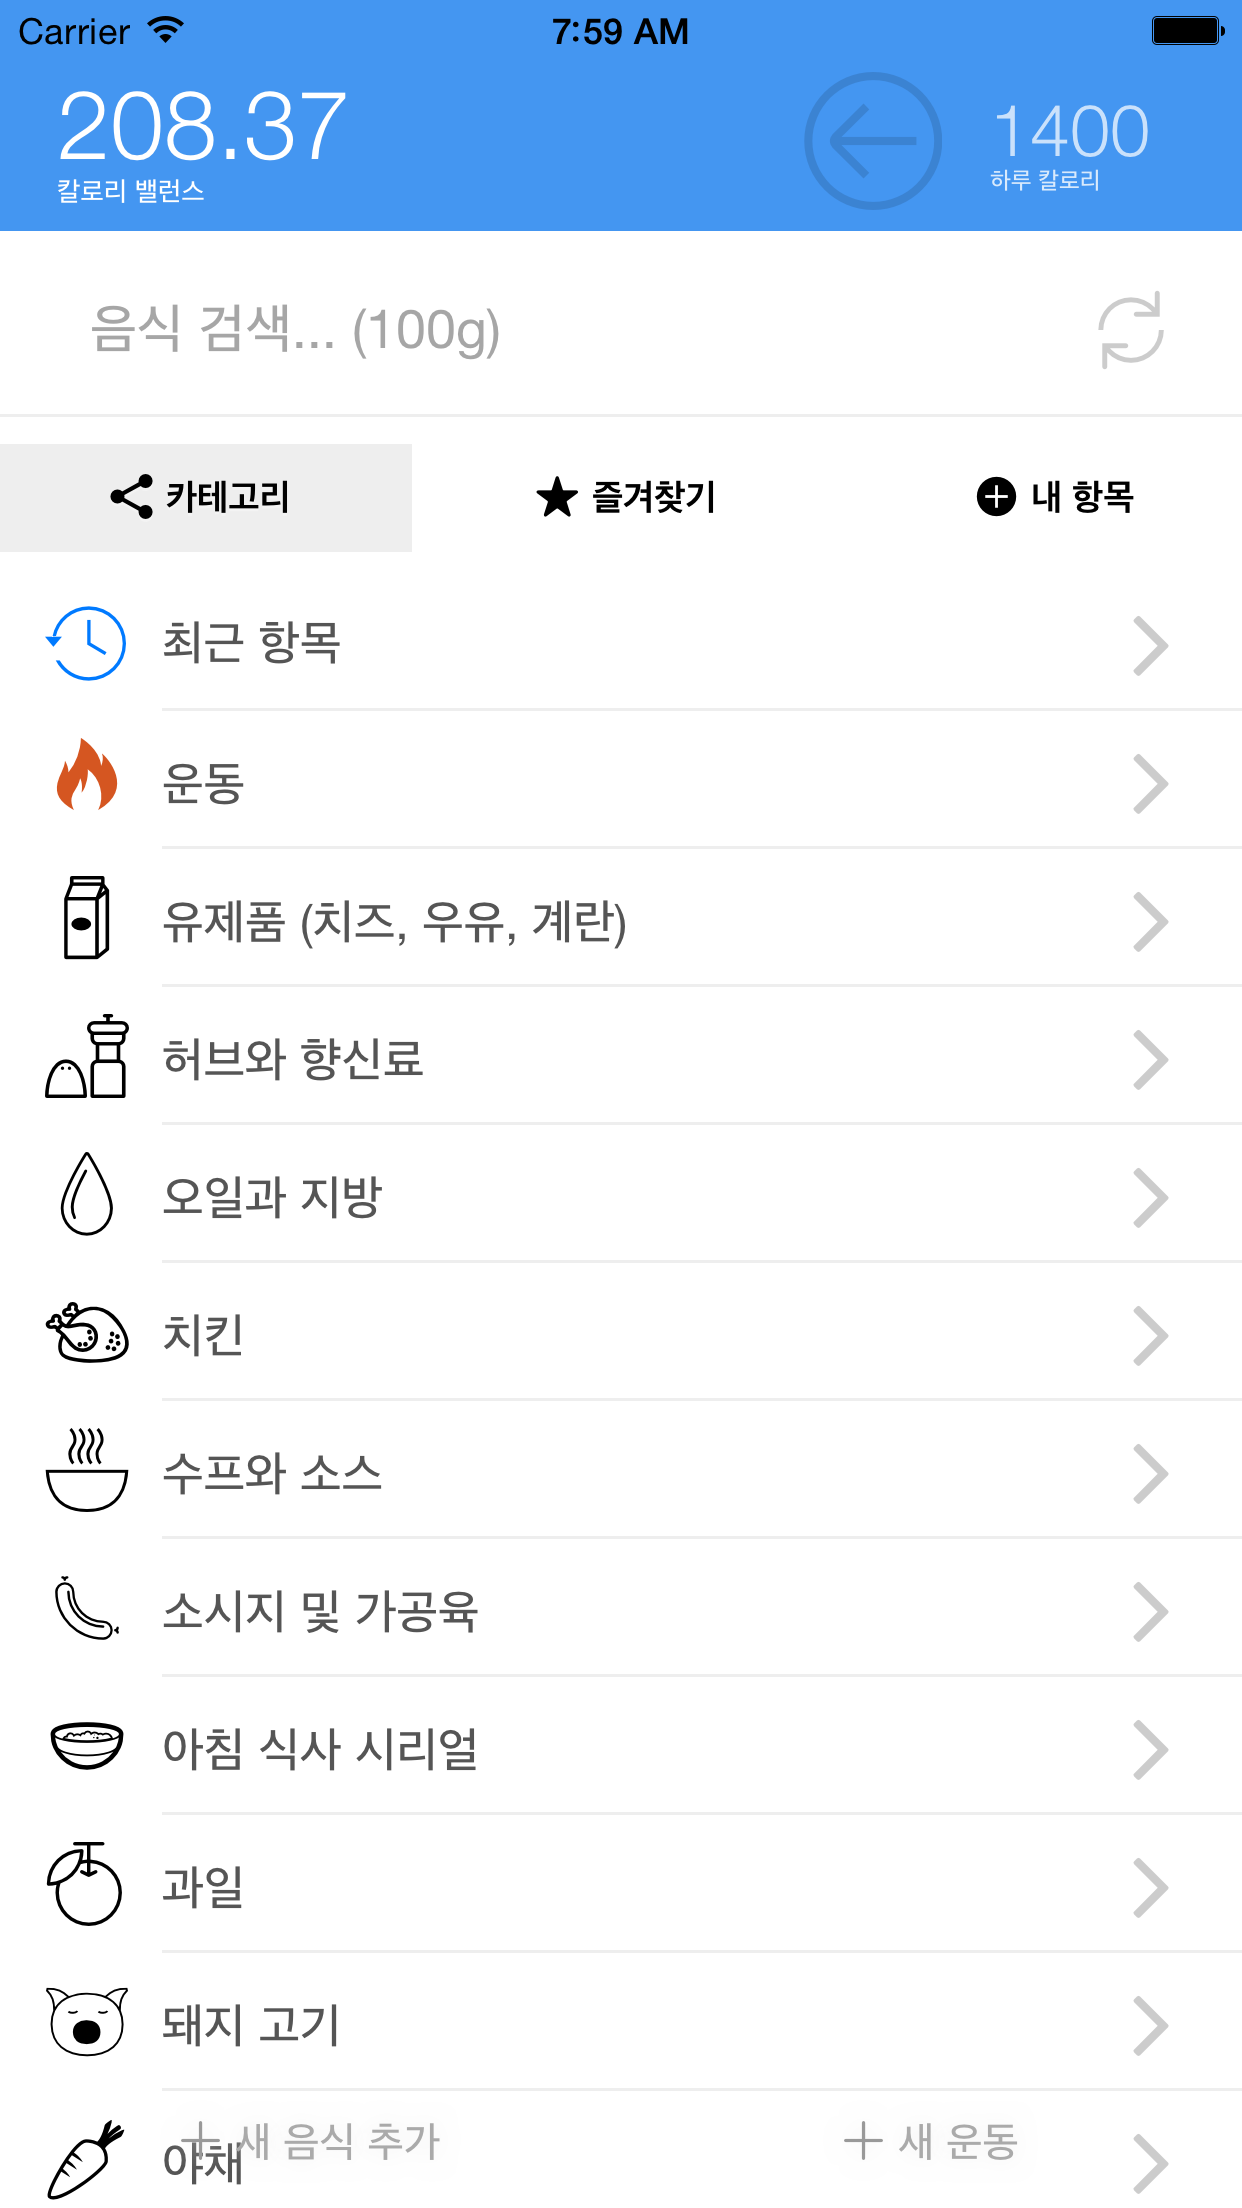 Carrier 7:59 AM
208.37
칼로리 밸런스
1400
하루 칼로리
음식 검색... (100g)
카테고리
즐겨찾기
내 항목
최근 항목
운동
유제품 (치즈, 우유, 계란)
허브와 향신료
오일과 지방
치킨
수프와 소스
소시지 및 가공육
아침 식사 시리얼
과일
돼지 고기
야채
+ 새 음식 추가
+ 새 운동